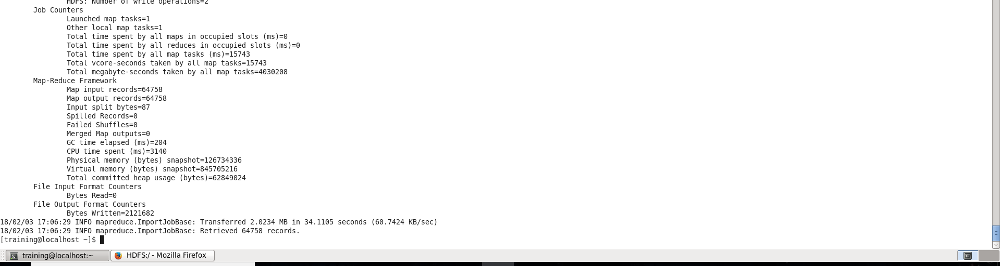 HDFS: Number of write operations=2
Job Counters
Launched map tasks=1
Other local map tasks=1
Total time spent by all maps in occupied slots (ms)=0
Total time spent by all reduces in occupied slots (ms)=0
Total time spent by all map tasks (ms)=15743
Total vcore-seconds taken by all map tasks=15743
Total megabyte-seconds taken by all map tasks=4030208
Map-Reduce Framework
Map input records=64758
Map output records=64758
Input split bytes=87
Spilled Records=0
Failed Shuffles=0
Merged Map outputs=0
GC time elapsed (ms)=204
CPU time spent (ms)=3140
Physical memory (bytes) snapshot=126734336
Virtual memory (bytes) snapshot=845705216
Total committed heap usage (bytes)=62849024
File Input Format Counters
Bytes Read=0
File Output Format Counters
Bytes Written=2121682
18/02/03 17:06:29 INFO mapreduce.ImportJobBase: Transferred 2.0234 MB in 34.1105 seconds (60.7424 KB/sec)
18/02/03 17:06:29 INFO mapreduce.ImportJobBase: Retrieved 64758 records.
[training@localhost ~]$
training@localhost:~ HDFS:/ - Mozilla Firefox